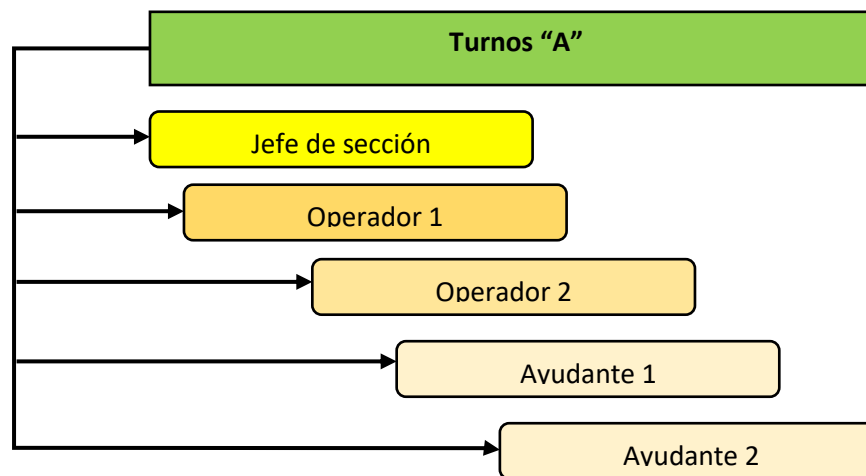 Turnos “A”
Jefe de sección
Operador 1
Operador 2
Ayudante 1
Ayudante 2